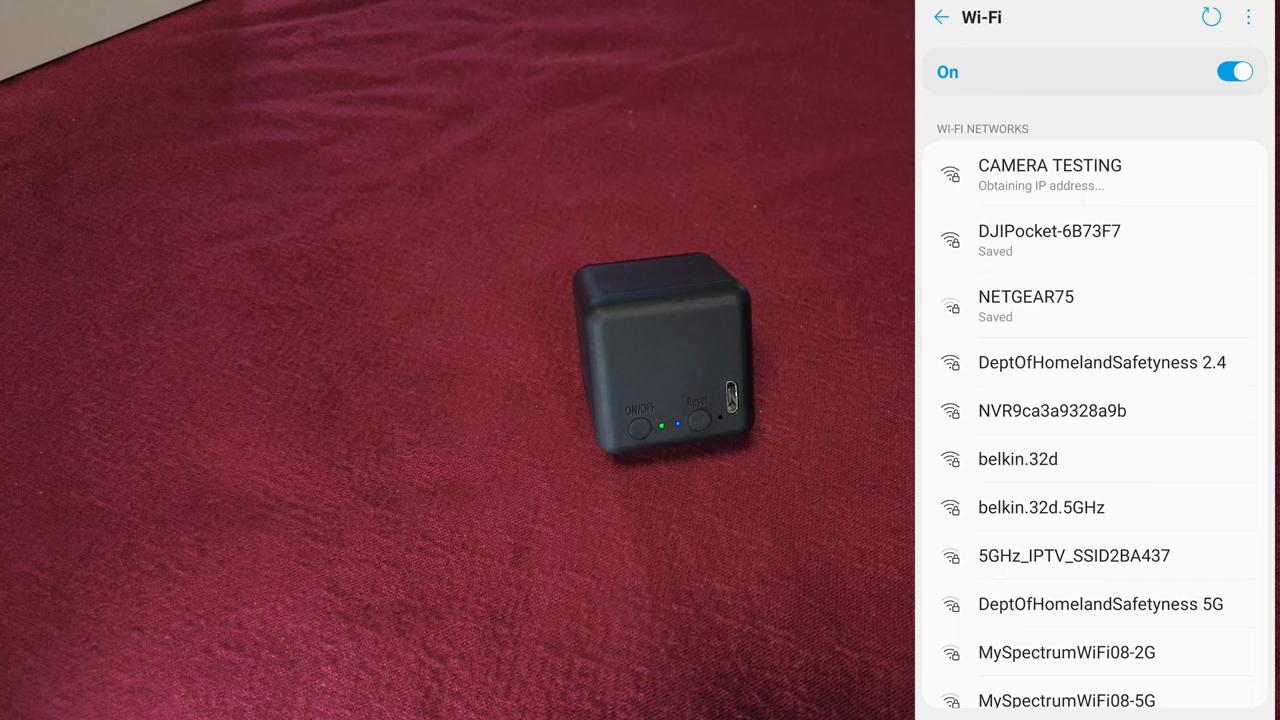 Wi-Fi
On
WI-FI NETWORKS
CAMERA TESTING
Obtaining IP address...
DJIPocket-6B73F7
Saved
NETGEAR75
Saved
DeptOfHomelandSafetyness 2.4
NVR9ca3a9328a9b
belkin.32d
belkin.32d.5GHz
5GHz_IPTV_SSID2BA437
DeptOfHomelandSafetyness 5G
MySpectrumWiFi08-2G
MySpectrumWiFi08-5G
ON/OFF
Reset